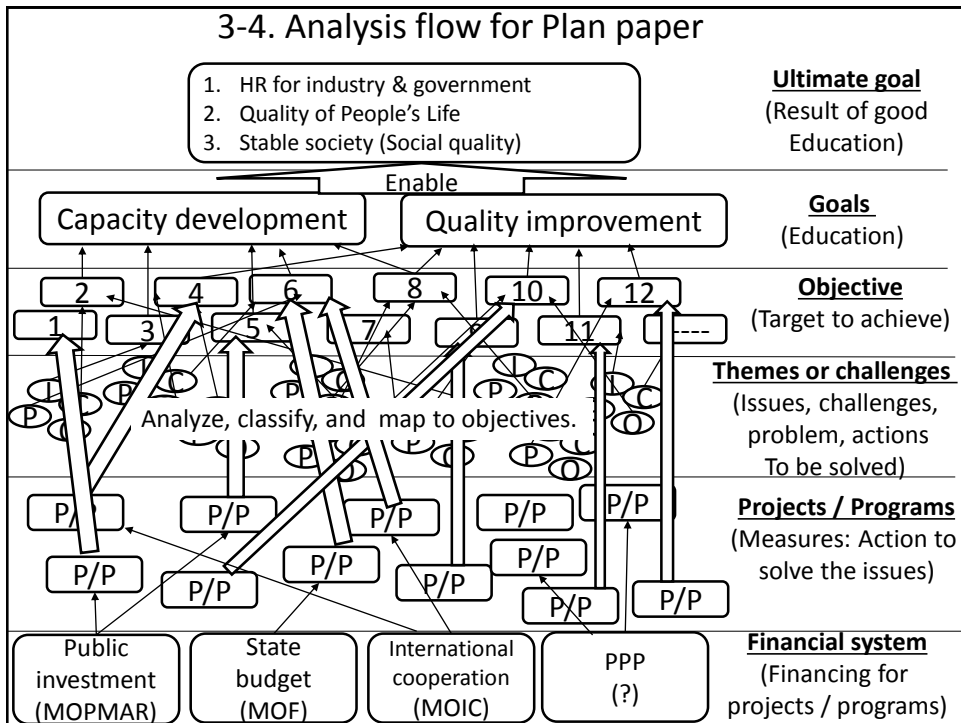 3-4. Analysis flow for Plan paper
1. HR for industry & government
2. Quality of People's Life
3. Stable society (Social quality)
Ultimate goal
(Result of good
Education)
Enable
Capacity development
Quality improvement
Goals
(Education)
2
4
6
8
10
12
1
3
5
7
11
----
Objective
(Target to achieve)
I
C
P
I
C
P
O
P
C
I
C
P
I
C
O
P
O
Analyze, classify, and map to objectives.
Themes or challenges
(Issues, challenges,
problem, actions
To be solved)
P/P
P/P
P/P
P/P
P/P
P/P
P/P
P/P
P/P
P/P
P/P
P/P
Projects / Programs
(Measures: Action to
solve the issues)
Public
investment
(MOPMAR)
State
budget
(MOF)
International
cooperation
(MOIC)
PPP
(?)
Financial system
(Financing for
projects / programs)